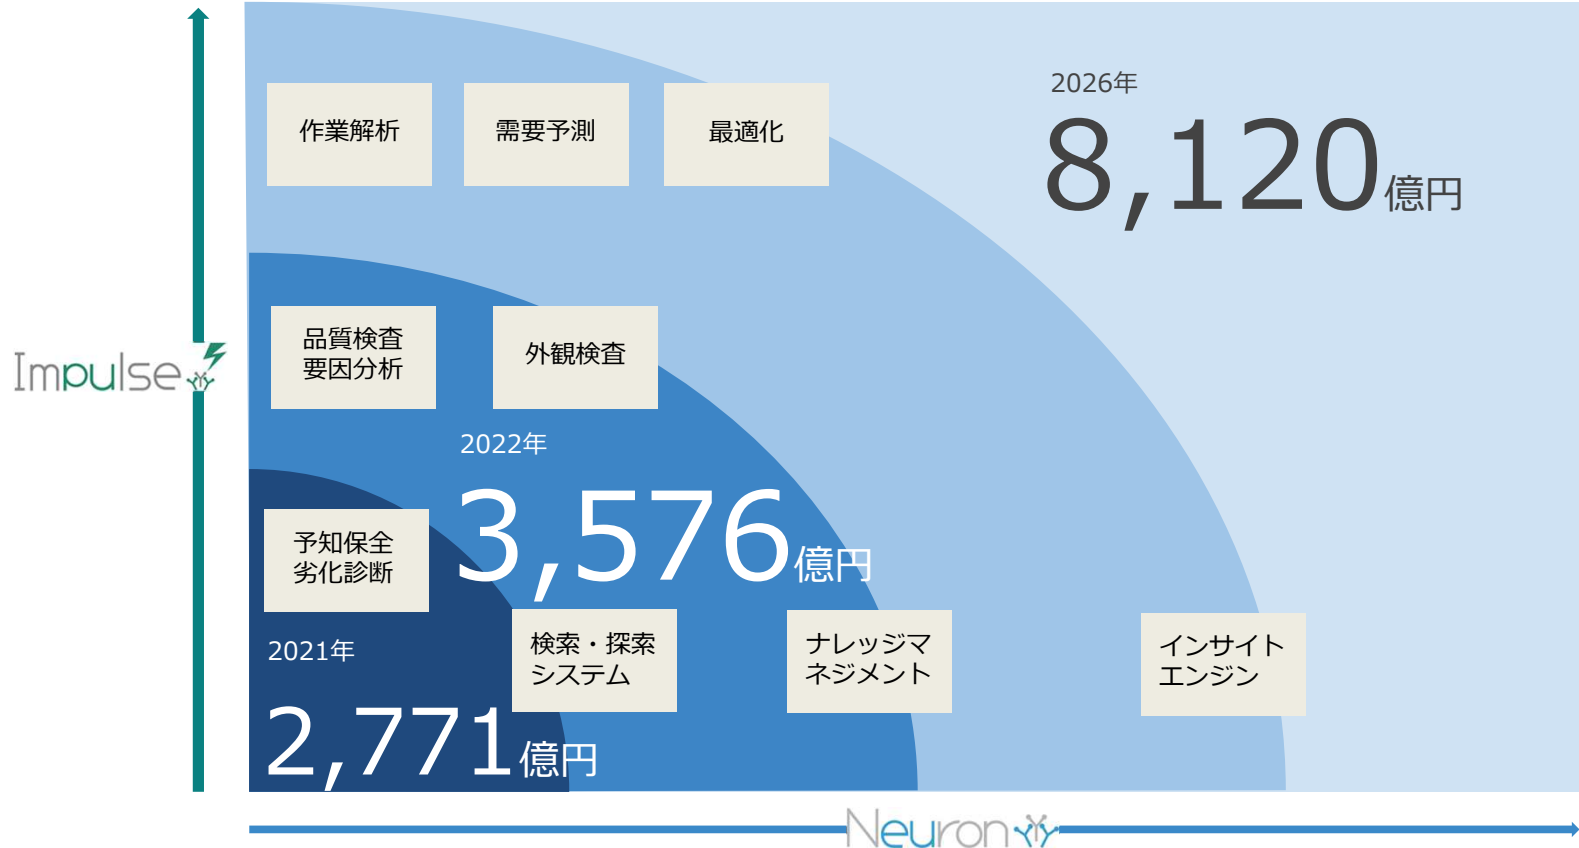 2026年
8,120億円
作業解析
需要予測
最適化
品質検査
要因分析
外観検査
Impulse
2022年
3,576億円
予知保全
劣化診断
2021年
2,771億円
検索・探索
システム
ナレッジマ
ネジメント
インサイト
エンジン
Neuron